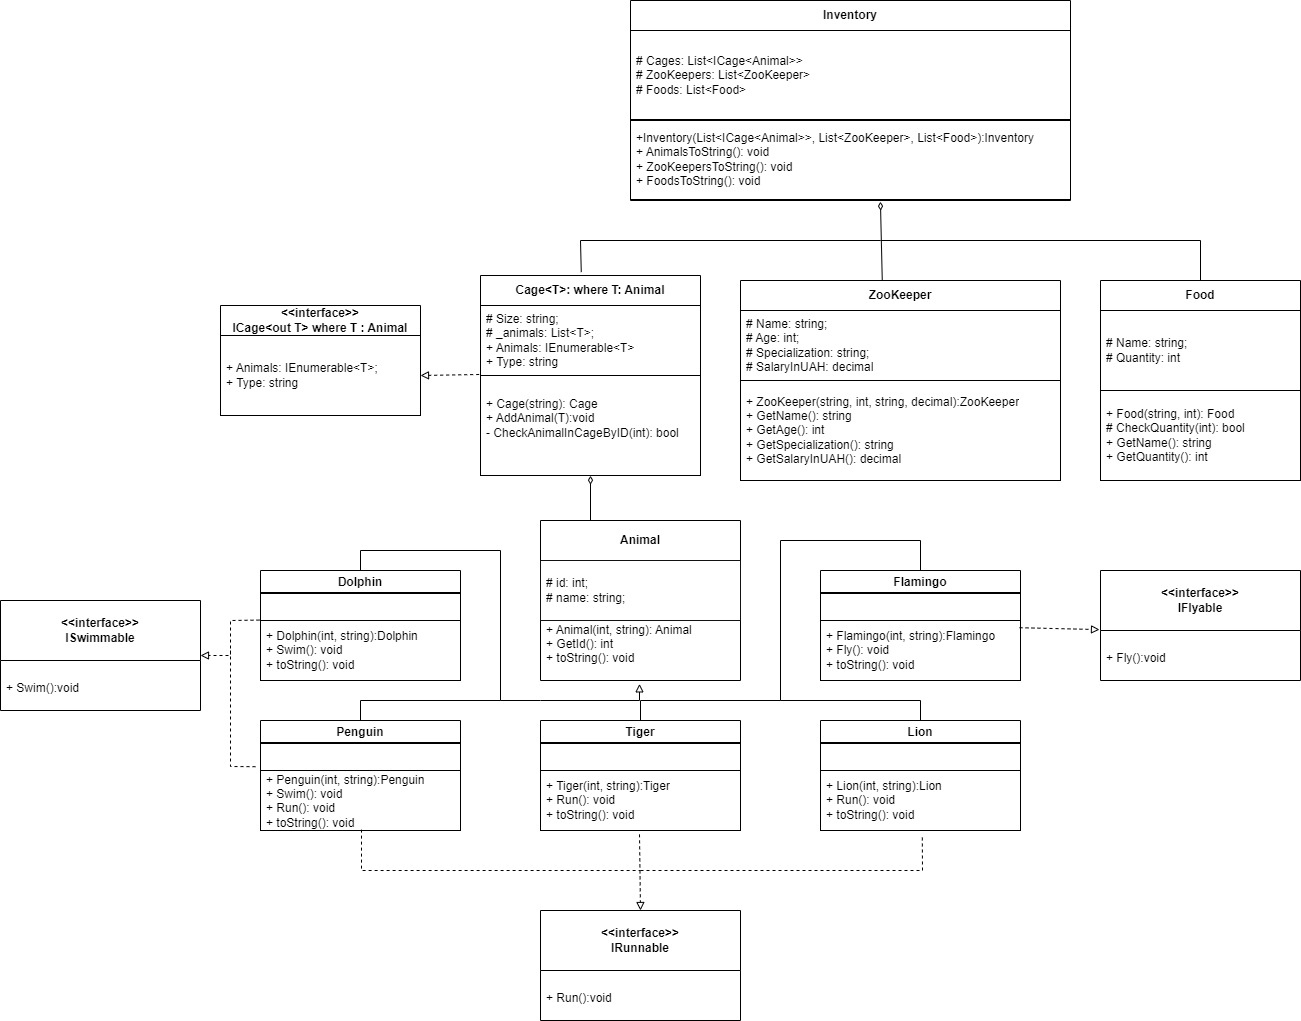 Inventory
# Cages: List<ICage<Animal>>
# ZooKeepers: List<ZooKeeper>
# Foods: List<Food>
+Inventory(List<ICage<Animal>>, List<ZooKeeper>, List<Food>):Inventory
+ AnimalsToString(): void
+ ZooKeepersToString(): void
+ FoodsToString(): void
<<interface>>
ICage<out T> where T : Animal
+ Animals: IEnumerable<T>;
+ Type: string
Cage<T>: where T: Animal
# Size: string;
# _animals: List<T>;
+ Animals: IEnumerable<T>
+ Type: string
+ Cage(string): Cage
+ AddAnimal(T):void
- CheckAnimalInCageByID(int): bool
ZooKeeper
# Name: string;
# Age: int;
# Specialization: string;
# SalaryInUAH: decimal
+ ZooKeeper(string, int, string, decimal):ZooKeeper
+ GetName(): string
+ GetAge(): int
+ GetSpecialization(): string
+ GetSalaryInUAH(): decimal
Food
# Name: string;
# Quantity: int
+ Food(string, int): Food
# CheckQuantity(int): bool
+ GetName(): string
+ GetQuantity(): int
<<interface>>
ISwimmable
+ Swim():void
Dolphin
+ Dolphin(int, string):Dolphin
+ Swim(): void
+ toString(): void
Animal
# id: int;
# name: string;
+ Animal(int, string): Animal
+ GetId(): int
+ toString(): void
Flamingo
+ Flamingo(int, string):Flamingo
+ Fly(): void
+ toString(): void
<<interface>>
IFlyable
+ Fly():void
Penguin
+ Penguin(int, string):Penguin
+ Swim(): void
+ Run(): void
+ toString(): void
Tiger
+ Tiger(int, string):Tiger
+ Run(): void
+ toString(): void
Lion
+ Lion(int, string):Lion
+ Run(): void
+ toString(): void
<<interface>>
IRunnable
+ Run():void